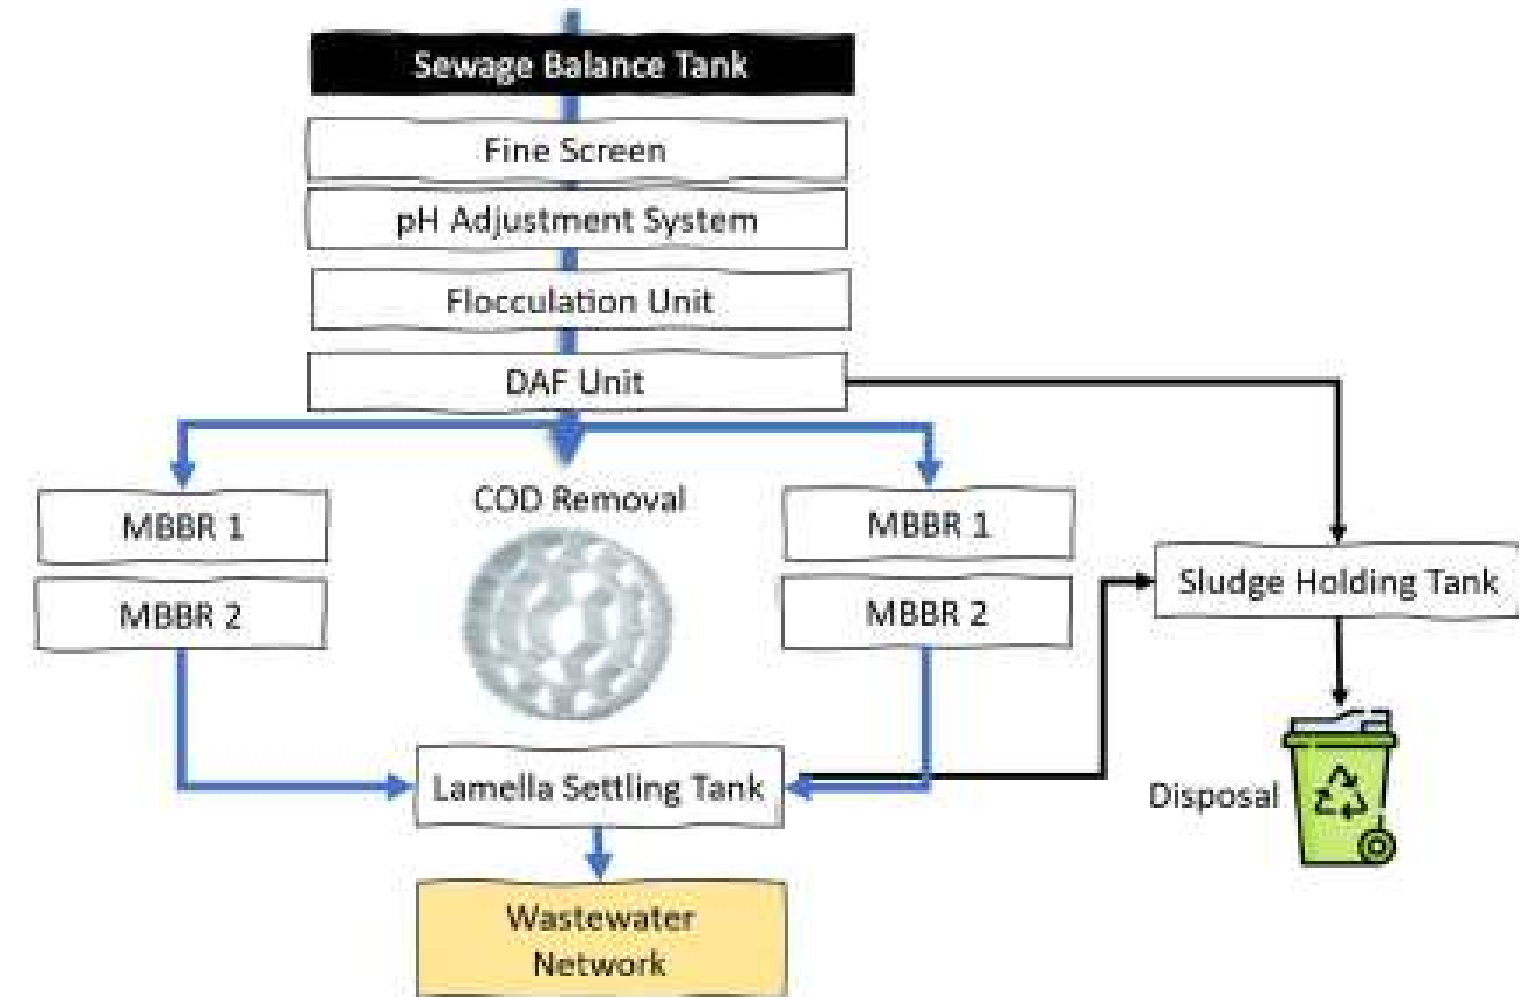 Sewage Balance Tank
Fine Screen
pH Adjustment System
Flocculation Unit
DAF Unit
MBBR 1
COD Removal
MBBR 1
MBBR 2
MBBR 2
Sludge Holding Tank
Lamella Settling Tank
Disposal
Wastewater
Network